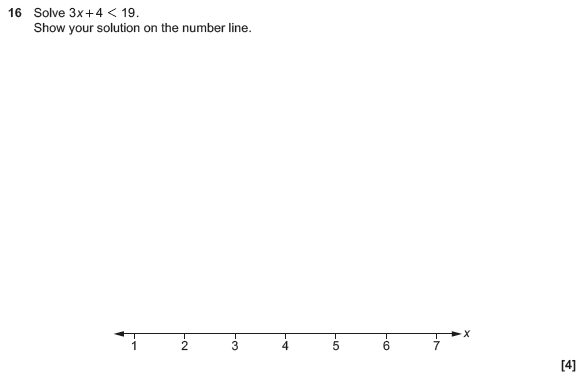 16 Solve 3x + 4 < 19.
Show your solution on the number line.
x
1 2 3 4 5 6 7
[4]